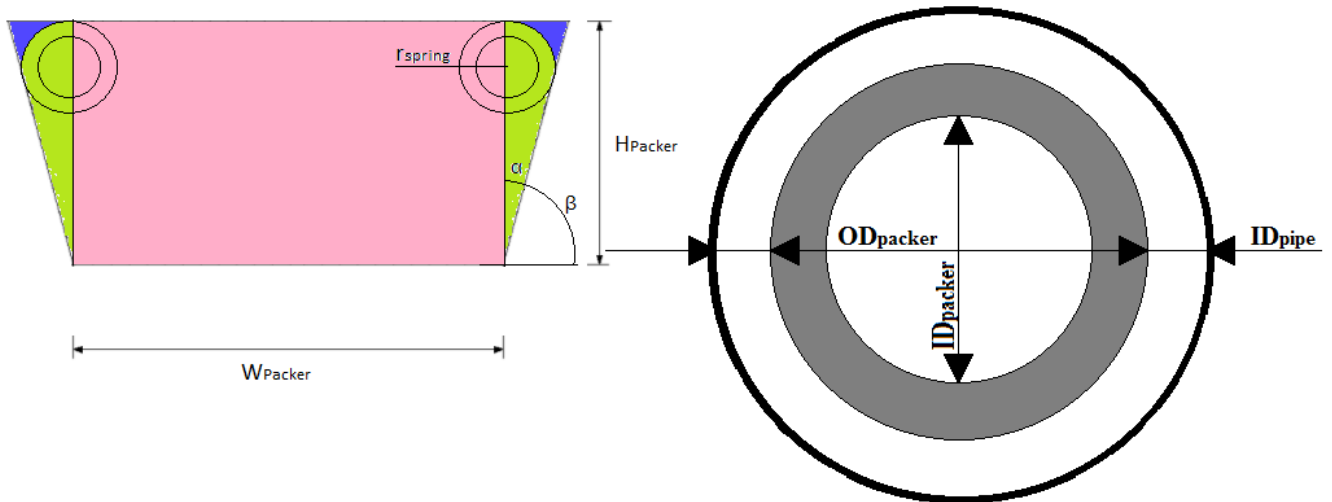 rspring
HPacker
α
β
WPacker
ODpacker
IDpipe
IDpacker